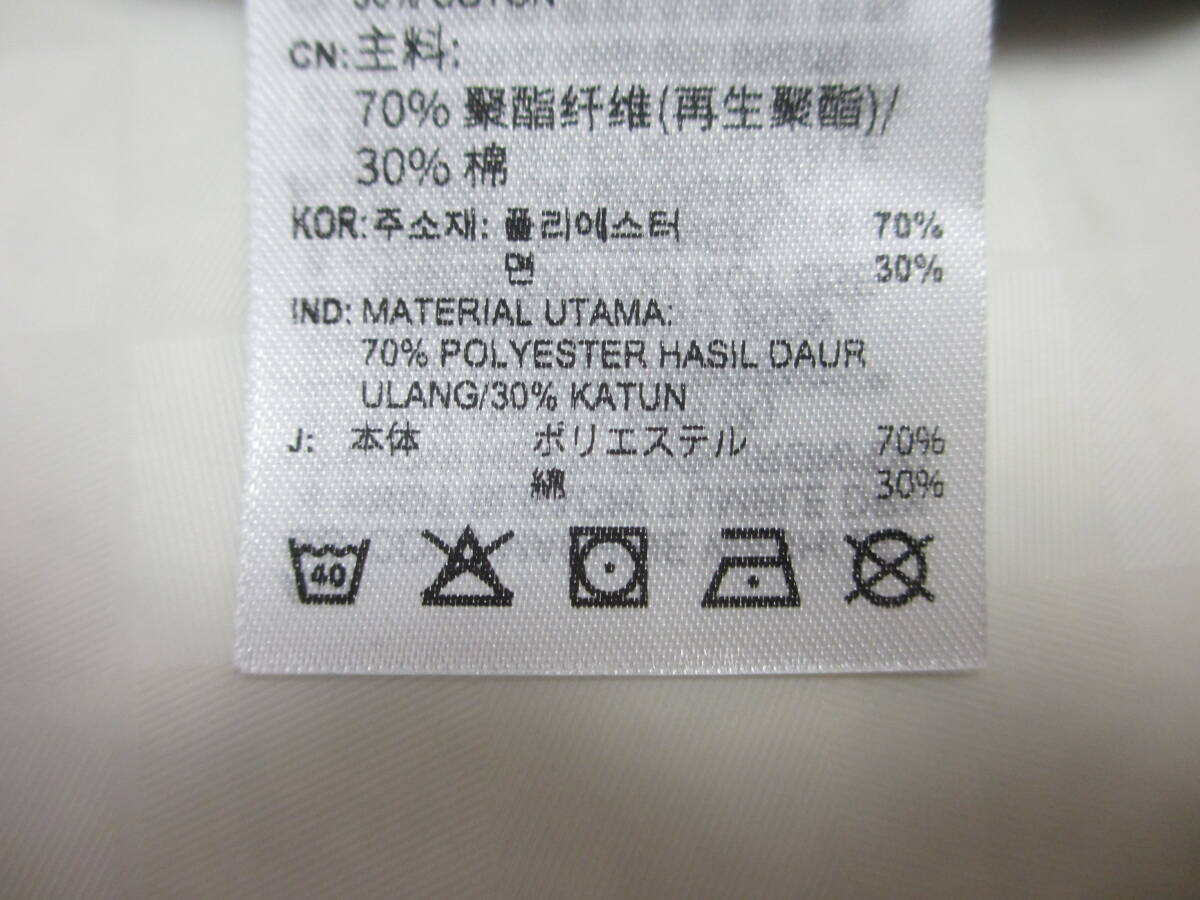 30% COTON
CN: 主料:
70% 聚酯纤维(再生聚酯)/
30% 棉
KOR: 주소재: 폴리에스터 70%
면 30%
IND: MATERIAL UTAMA:
70% POLYESTER HASIL DAUR
ULANG/30% KATUN
J: 本体 ポリエステル 70%
綿 30%
40